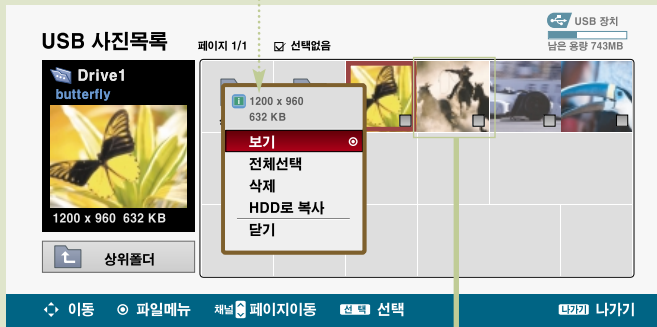 USB 장치
남은 용량 743MB
USB 사진목록
페이지 1/1
선택없음
Drive1
butterfly
1200 x 960 632 KB
상위폴더
1200 x 960
632 KB
보기
전체선택
삭제
HDD로 복사
닫기
이동
파일메뉴
채널 페이지이동
선택 선택
나가기 나가기